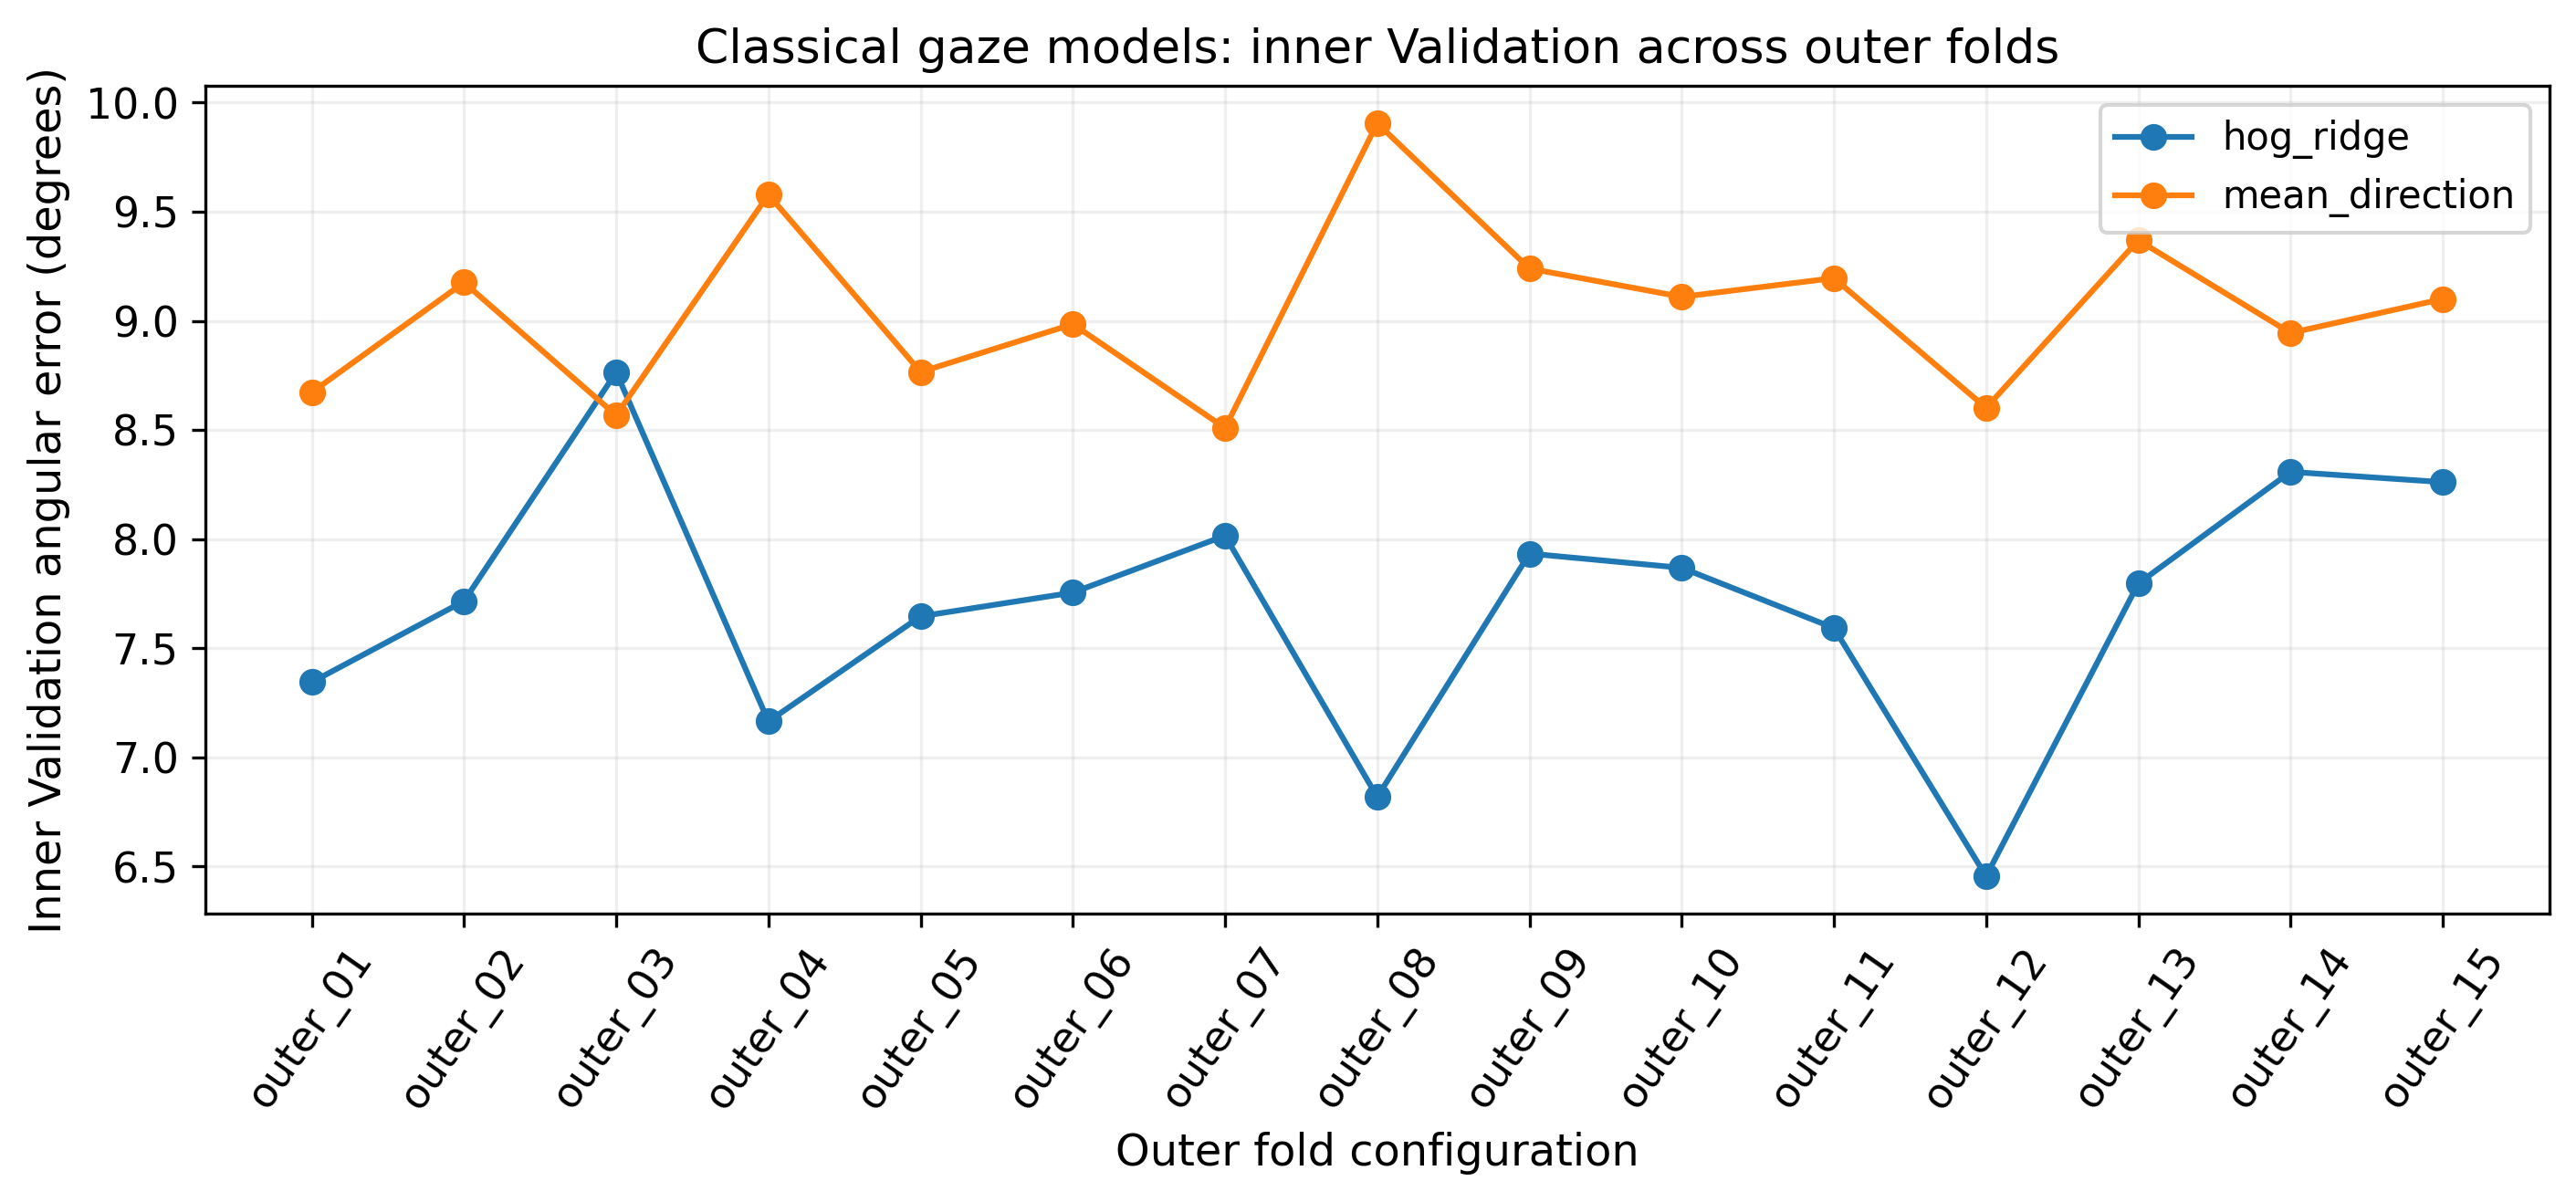 Classical gaze models: inner Validation across outer folds
Inner Validation angular error (degrees)
10.0
9.5
9.0
8.5
8.0
7.5
7.0
6.5
hog_ridge
mean_direction
outer_01
outer_02
outer_03
outer_04
outer_05
outer_06
outer_07
outer_08
outer_09
outer_10
outer_11
outer_12
outer_13
outer_14
outer_15
Outer fold configuration